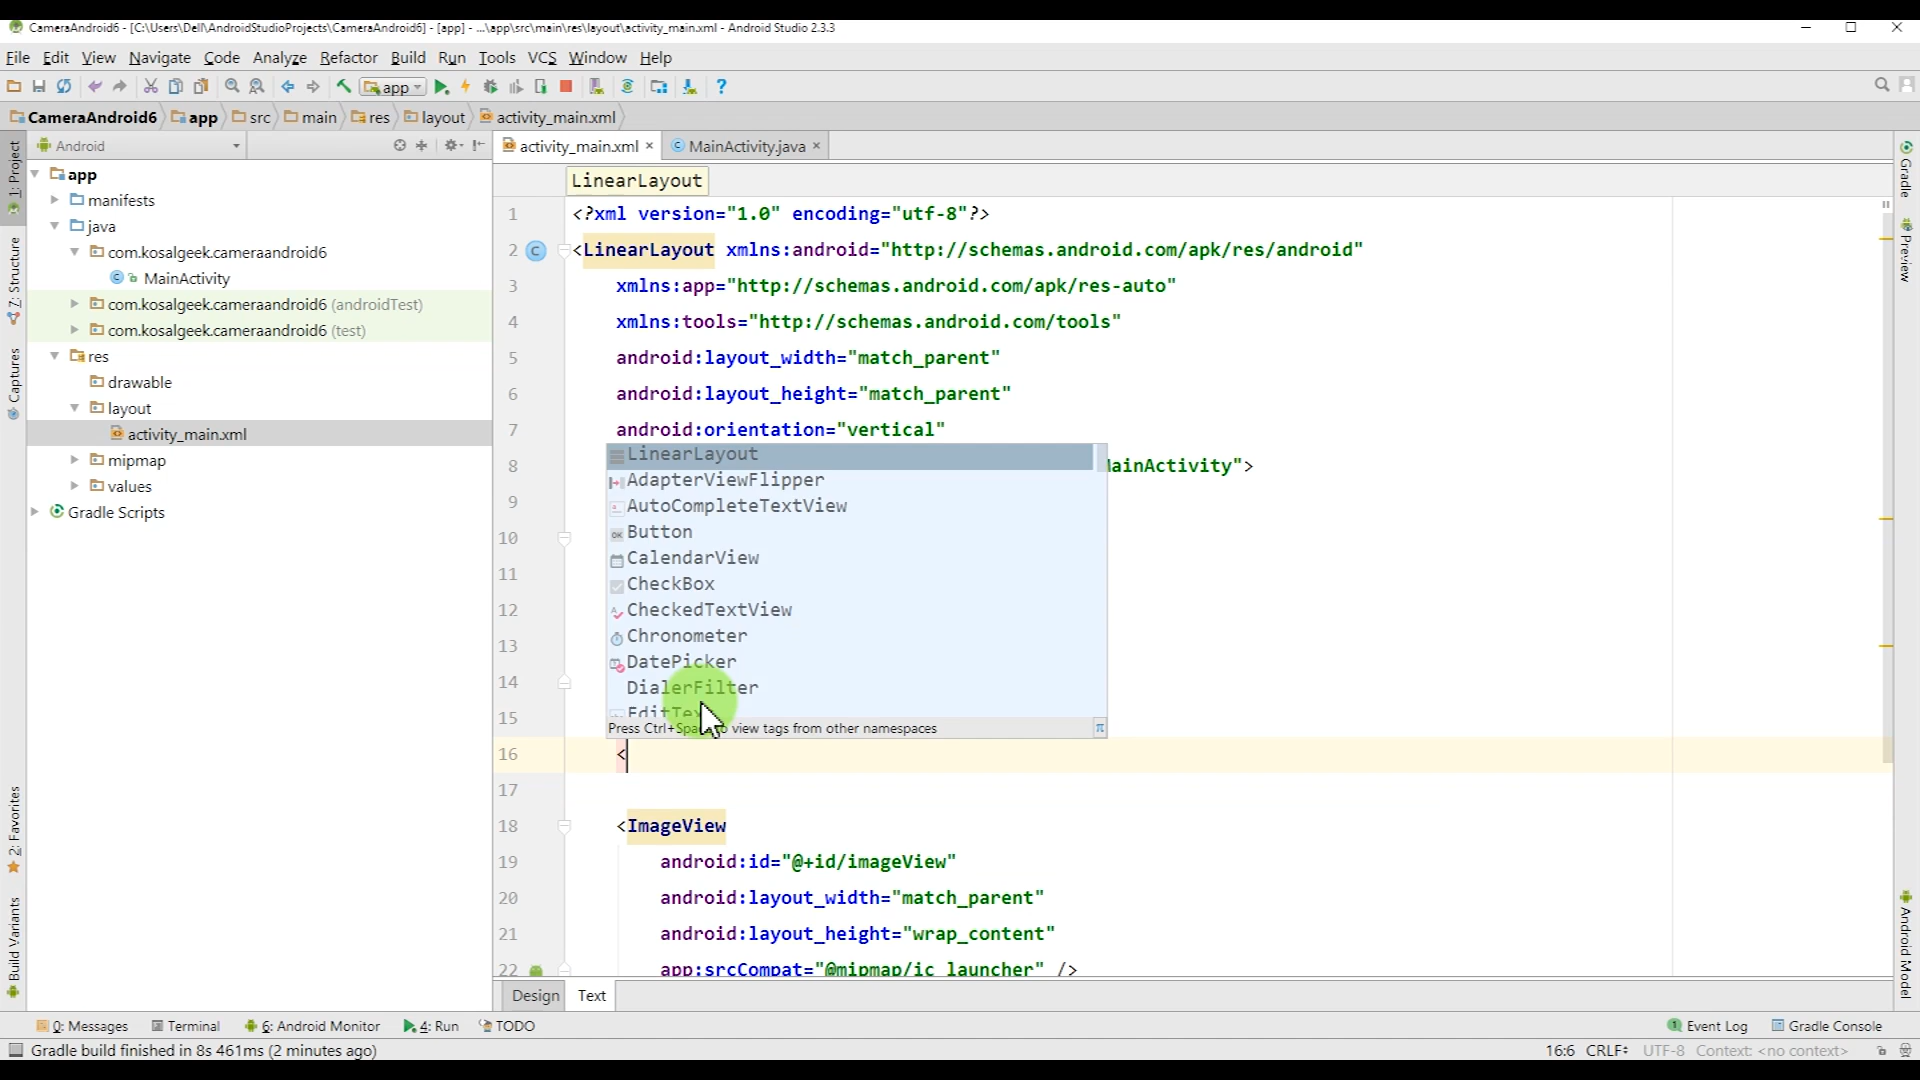 CameraAndroid6 - [C:\Users\Dell\AndroidStudioProjects\CameraAndroid6] - [app] - ...\app\src\main\res\layout\activity_main.xml - Android Studio 2.3.3
File Edit View Navigate Code Analyze Refactor Build Run Tools VCS Window Help
app
CameraAndroid6 app src main res layout activity_main.xml
Android
activity_main.xml MainActivity.java
1: Project
7: Structure
Captures
2: Favorites
Build Variants
app
manifests
java
com.kosalgeek.cameraandroid6
MainActivity
com.kosalgeek.cameraandroid6 (androidTest)
com.kosalgeek.cameraandroid6 (test)
res
drawable
layout
activity_main.xml
mipmap
values
Gradle Scripts
LinearLayout
1 <?xml version="1.0" encoding="utf-8"?>
2 <LinearLayout xmlns:android="http://schemas.android.com/apk/res/android"
3 xmlns:app="http://schemas.android.com/apk/res-auto"
4 xmlns:tools="http://schemas.android.com/tools"
5 android:layout_width="match_parent"
6 android:layout_height="match_parent"
7 android:orientation="vertical"
8 MainActivity">
9
10
11
12
13
14
15
LinearLayout
AdapterViewFlipper
AutoCompleteTextView
Button
CalendarView
CheckBox
CheckedTextView
Chronometer
DatePicker
DialerFilter
EditText
Press Ctrl+Space to view tags from other namespaces
π
16 <
17
18 <ImageView
19 android:id="@+id/imageView"
20 android:layout_width="match_parent"
21 android:layout_height="wrap_content"
22 app:srcCompat="@mipmap/ic_launcher" />
Design Text
Gradle
Preview
Android Model
0: Messages Terminal 6: Android Monitor 4: Run TODO 1 Event Log Gradle Console
Gradle build finished in 8s 461ms (2 minutes ago) 16:6 CRLF UTF-8 Context: <no context>